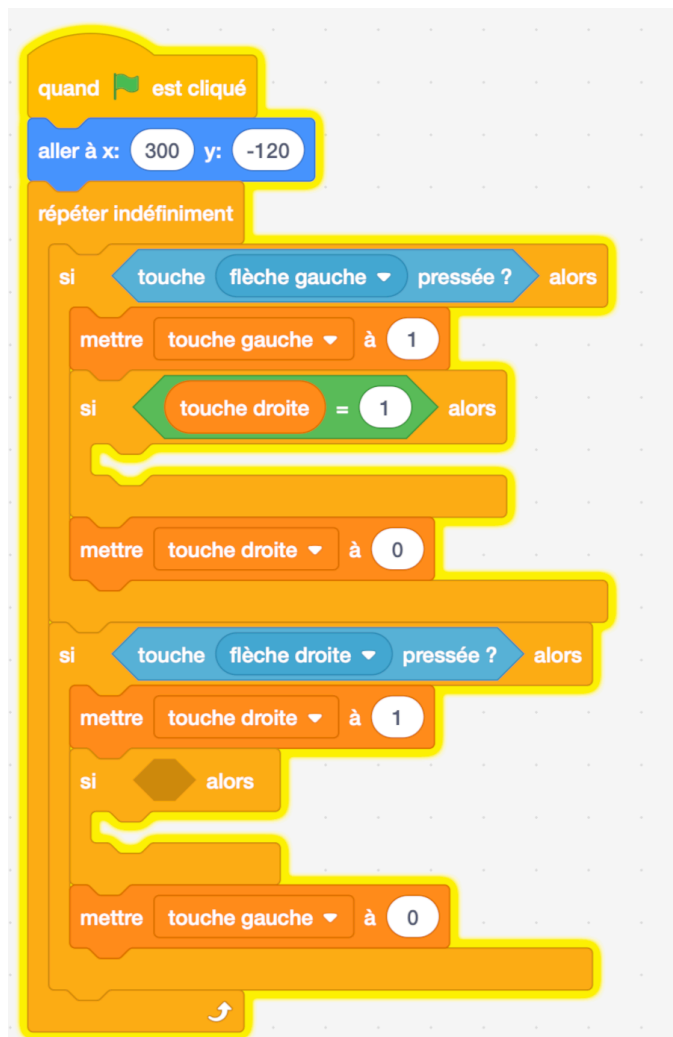 quand est cliqué
aller à x: 300 y: -120
répéter indéfiniment
si touche flèche gauche pressée ? alors
mettre touche gauche à 1
si touche droite = 1 alors
mettre touche droite à 0
si touche flèche droite pressée ? alors
mettre touche droite à 1
si alors
mettre touche gauche à 0